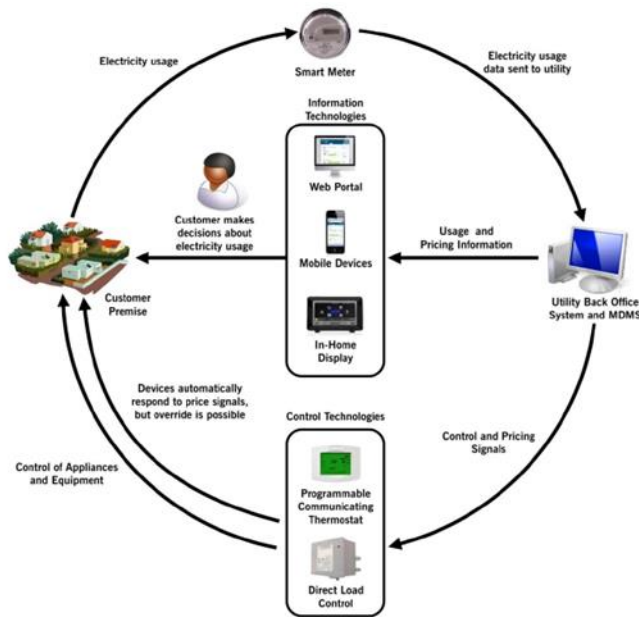 Electricity usage
Smart Meter
Electricity usage
data sent to utility
Information
Technologies
Web Portal
Customer makes
decisions about
electricity usage
Mobile Devices
Usage and
Pricing Information
In-Home
Display
Customer
Premise
Utility Back Office
System and MDMS
Devices automatically
respond to price signals,
but override is possible
Control Technologies
Control and Pricing
Signals
Control of Appliances
and Equipment
Programmable
Communicating
Thermostat
Direct Load
Control